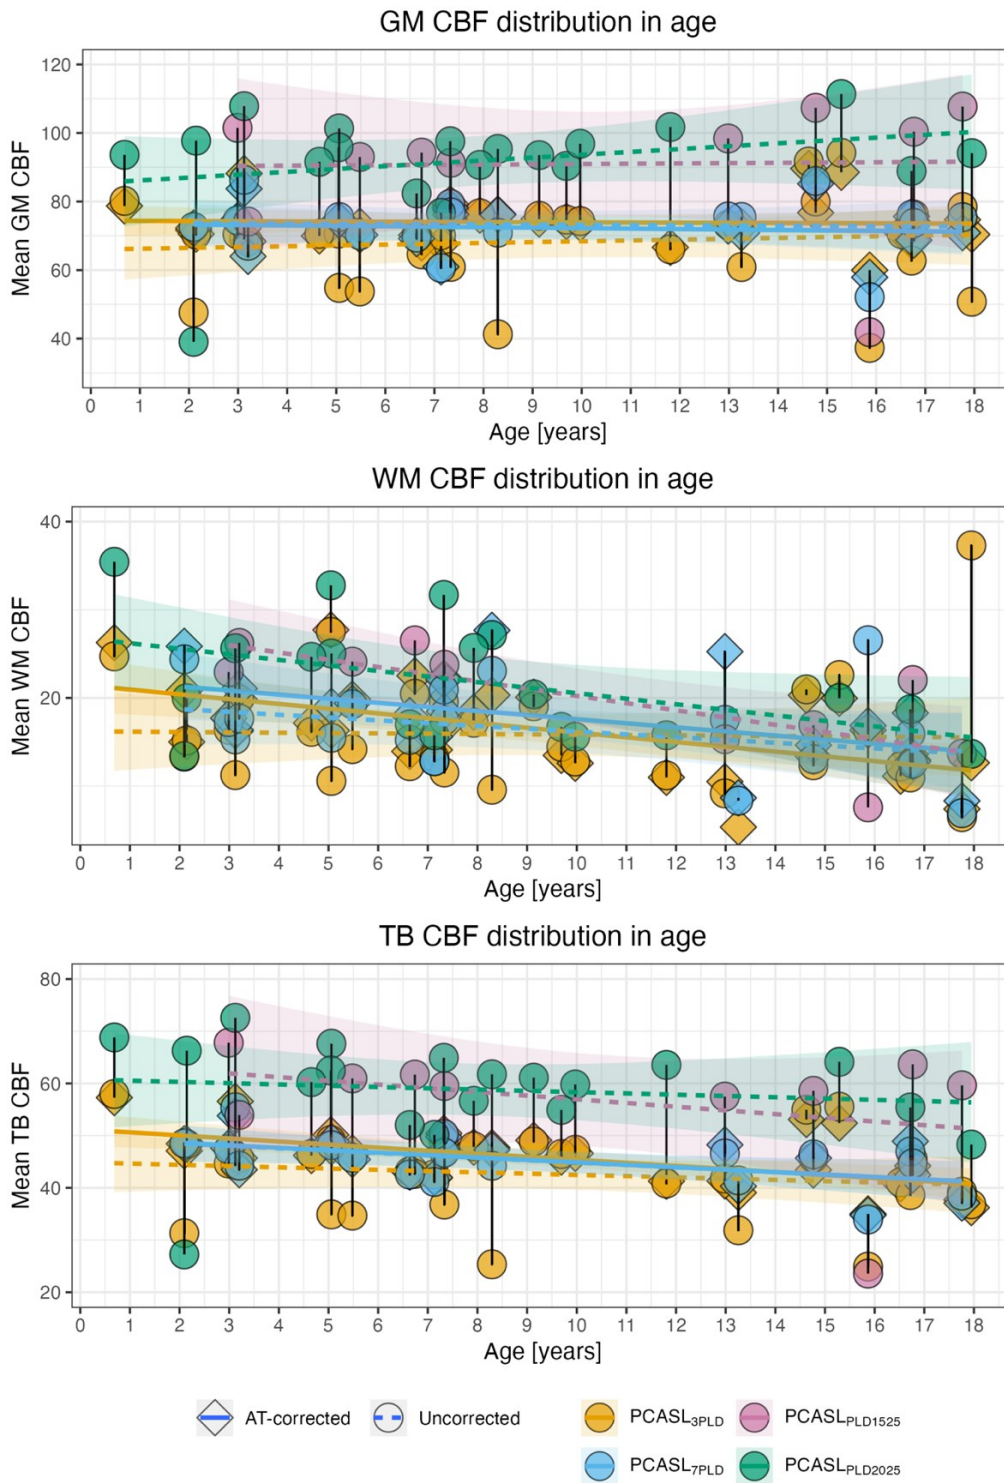 GM CBF distribution in age
120
100
80
60
40
Mean GM CBF
0 1 2 3 4 5 6 7 8 9 10 11 12 13 14 15 16 17 18
Age [years]
WM CBF distribution in age
40
20
Mean WM CBF
0 1 2 3 4 5 6 7 8 9 10 11 12 13 14 15 16 17 18
Age [years]
TB CBF distribution in age
80
60
40
20
Mean TB CBF
0 1 2 3 4 5 6 7 8 9 10 11 12 13 14 15 16 17 18
Age [years]
AT-corrected Uncorrected PCASL3PLD PCASLPLD1525
PCASL7PLD PCASLPLD2025